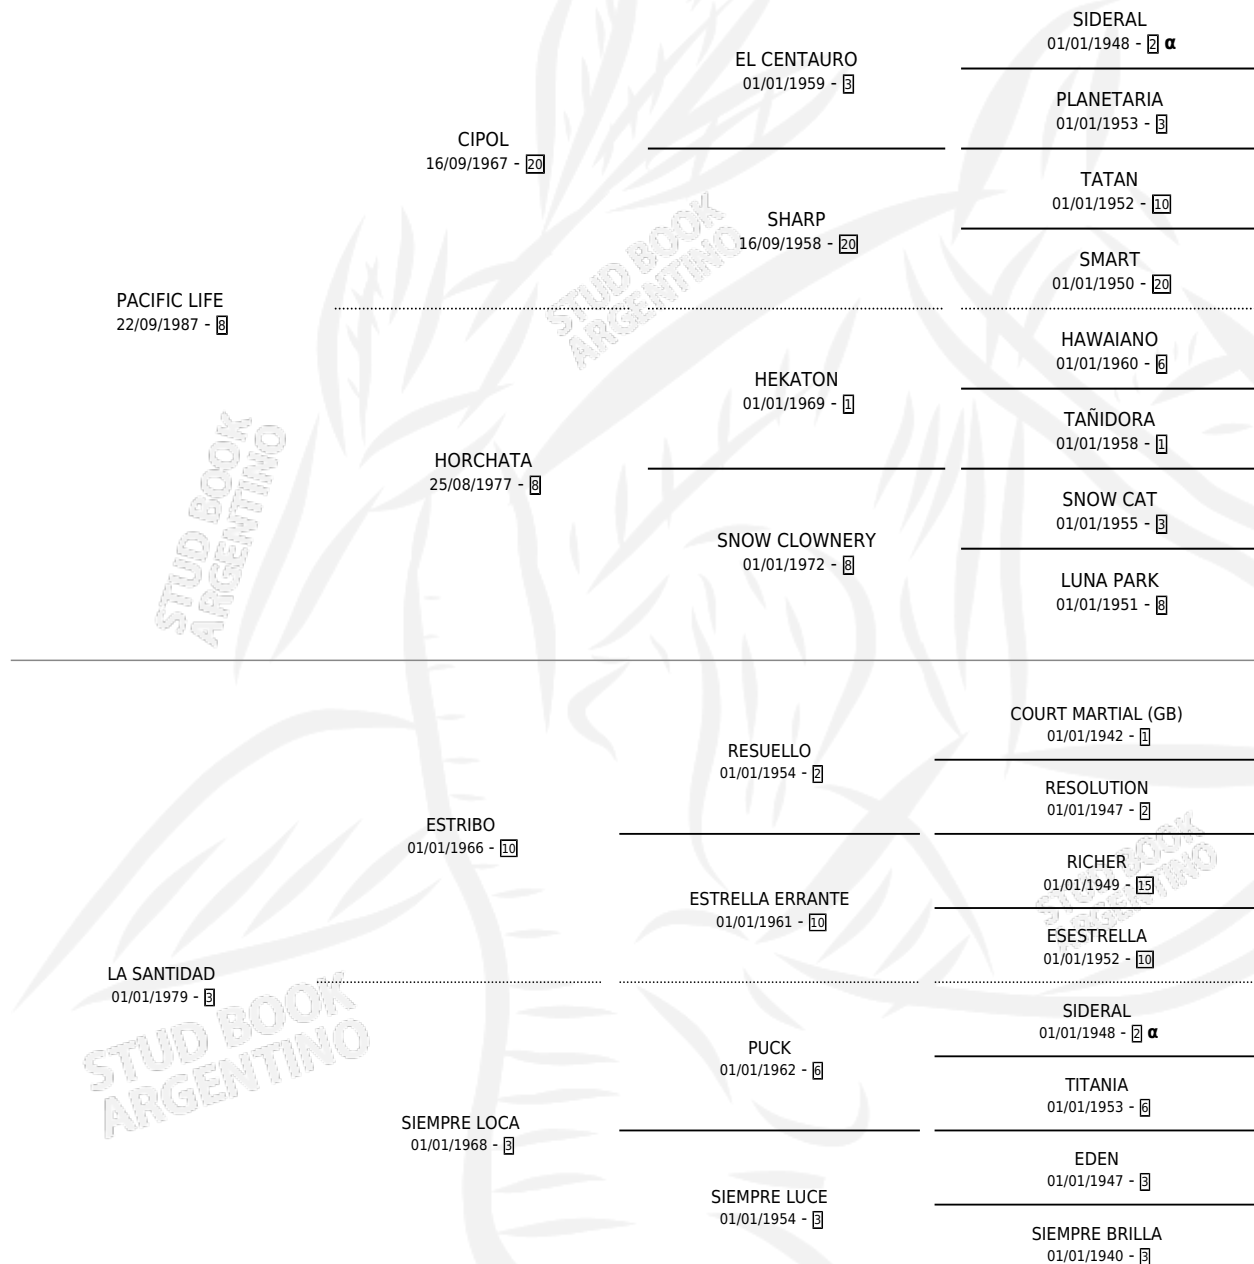 SIDERAL
01/01/1948 - 2 α
EL CENTAURO
01/01/1959 - 3
PLANETARIA
01/01/1953 - 3
CIPOL
16/09/1967 - 20
TATAN
01/01/1952 - 10
SHARP
16/09/1958 - 20
SMART
01/01/1950 - 20
PACIFIC LIFE
22/09/1987 - 8
HAWAIANO
01/01/1960 - 6
HEKATON
01/01/1969 - 1
TAÑIDORA
01/01/1958 - 1
HORCHATA
25/08/1977 - 8
SNOW CAT
01/01/1955 - 3
SNOW CLOWNERY
01/01/1972 - 8
LUNA PARK
01/01/1951 - 8
STUD BOOK
ARGENTINO
STUD BOOK
ARGENTINO
COURT MARTIAL (GB)
01/01/1942 - 1
RESUELLO
01/01/1954 - 2
RESOLUTION
01/01/1947 - 2
ESTRIBO
01/01/1966 - 10
RICHER
01/01/1949 - 15
ESTRELLA ERRANTE
01/01/1961 - 10
ESESTRELLA
01/01/1952 - 10
LA SANTIDAD
01/01/1979 - 3
SIDERAL
01/01/1948 - 2 α
PUCK
01/01/1962 - 6
TITANIA
01/01/1953 - 6
SIEMPRE LOCA
01/01/1968 - 3
EDEN
01/01/1947 - 3
SIEMPRE LUCE
01/01/1954 - 3
SIEMPRE BRILLA
01/01/1940 - 3
STUD BOOK
ARGENTINO
STUD BOOK
ARGENTINO